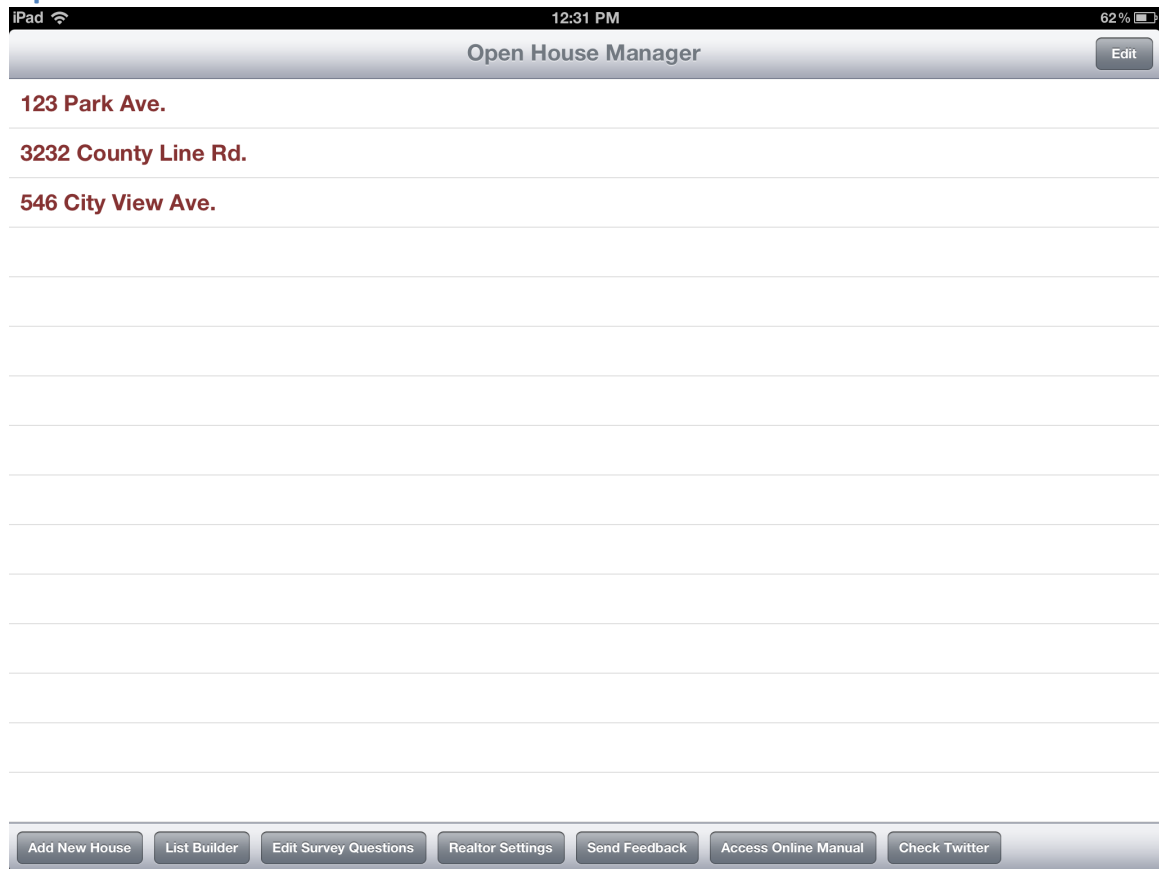 iPad 12:31 PM 62%
Open House Manager Edit
123 Park Ave.
3232 County Line Rd.
546 City View Ave.
Add New House List Builder Edit Survey Questions Realtor Settings Send Feedback Access Online Manual Check Twitter